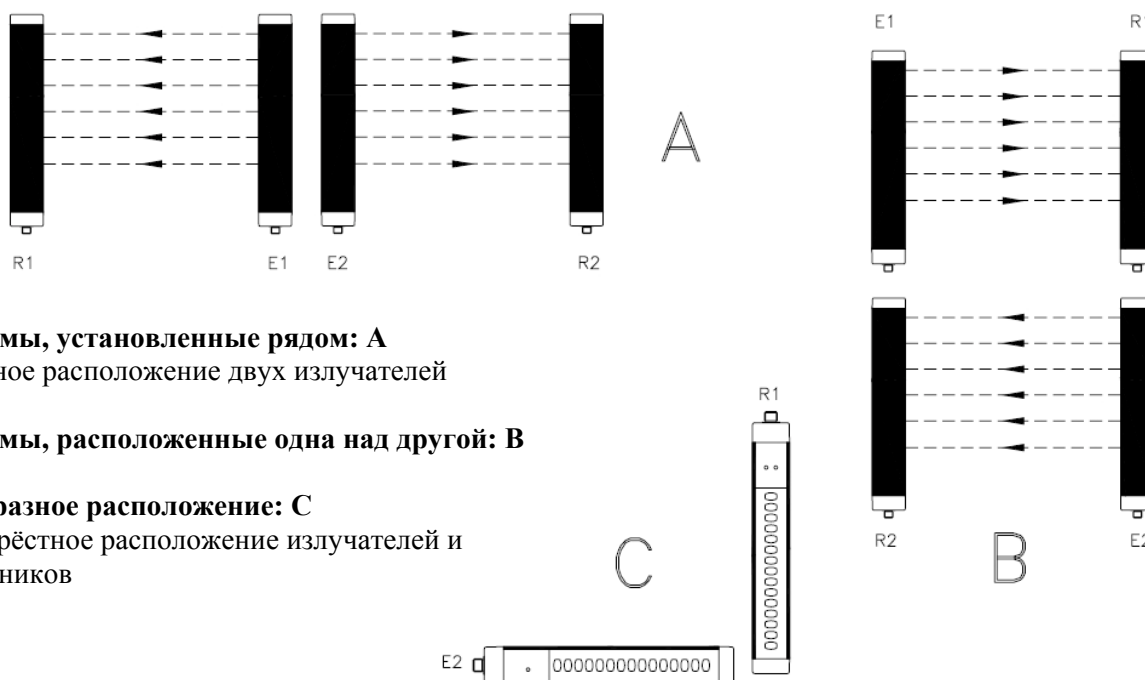 E1 R1
A
R1 E1 E2 R2
мы, установленные рядом: А
ное расположение двух излучателей
R1
мы, расположенные одна над другой: В
разное расположение: С
рёстное расположение излучателей и
ников
R2 E2
C B
E2